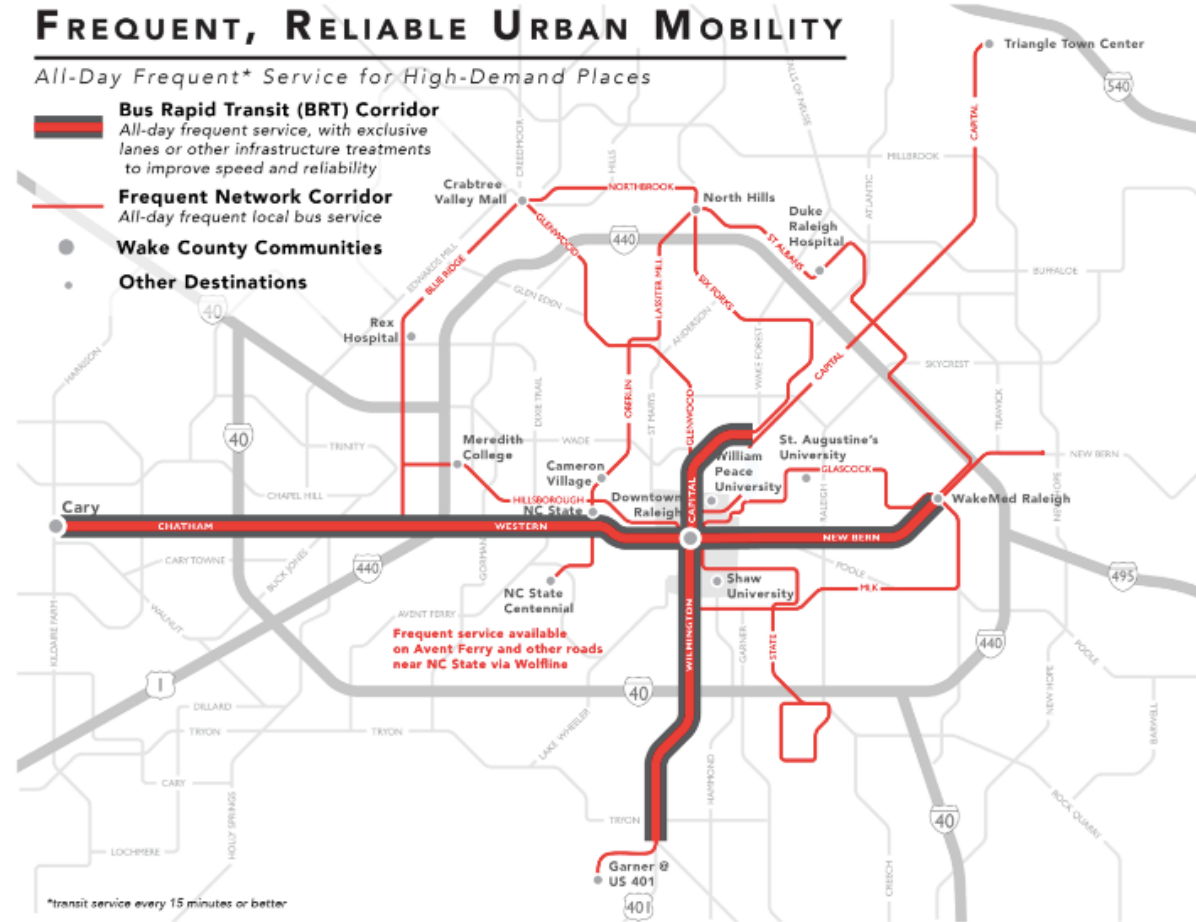 FREQUENT, RELIABLE URBAN MOBILITY
All-Day Frequent* Service for High-Demand Places
Bus Rapid Transit (BRT) Corridor
All-day frequent service, with exclusive
lanes or other infrastructure treatments
to improve speed and reliability
Frequent Network Corridor
All-day frequent local bus service
Wake County Communities
Other Destinations
Triangle Town Center
540
CAPITAL
FALLS OF NEUSE
MILLBROOK
CREEDMOOR
HILLS
ATLANTIC
Crabtree
Valley Mall
NORTHBROOK
North Hills
Duke
Raleigh
Hospital
GLENWOOD
440
ST ALBANS
EDWARDS MILL
BLUE RIDGE
LASSITER MILL
SIX FORKS
BUFFALOE
GLEN EDEN
40
Rex
Hospital
ANDERSON
WAKE FOREST
CAPITAL
SKYCREST
HARRISON
DIXIE TRAIL
OBERLIN
ST MARYS
GLENWOOD
TRAWICK
40
TRINITY
Meredith
College
WADE
St. Augustine's
University
NEW BERN
Cameron
Village
William
Peace
University
GLASCOCK
CHAPEL HILL
HILLSBOROUGH
NC State
Downtown
Raleigh
CAPITAL
RALEIGH
WakeMed Raleigh
NEW HOPE
Cary
CHATHAM
WESTERN
NEW BERN
CARY TOWNE
BUCK JONES
440
GORMAN
POOLE
495
NC State
Centennial
Shaw
University
MLK
KILDAIRE FARM
WALNUT
AVENT FERRY
Frequent service available
on Avent Ferry and other roads
near NC State via Wolfline
WILMINGTON
GARNER
STATE
440
POOLE
1
40
NEW HOPE
BARWELL
DILLARD
TRYON
TRYON
LAKE WHEELER
HAMMOND
CARY
HOLLY SPRINGS
TRYON
40
ROCK QUARRY
LOCHMERE
Garner @
US 401
CREECH
401
*transit service every 15 minutes or better